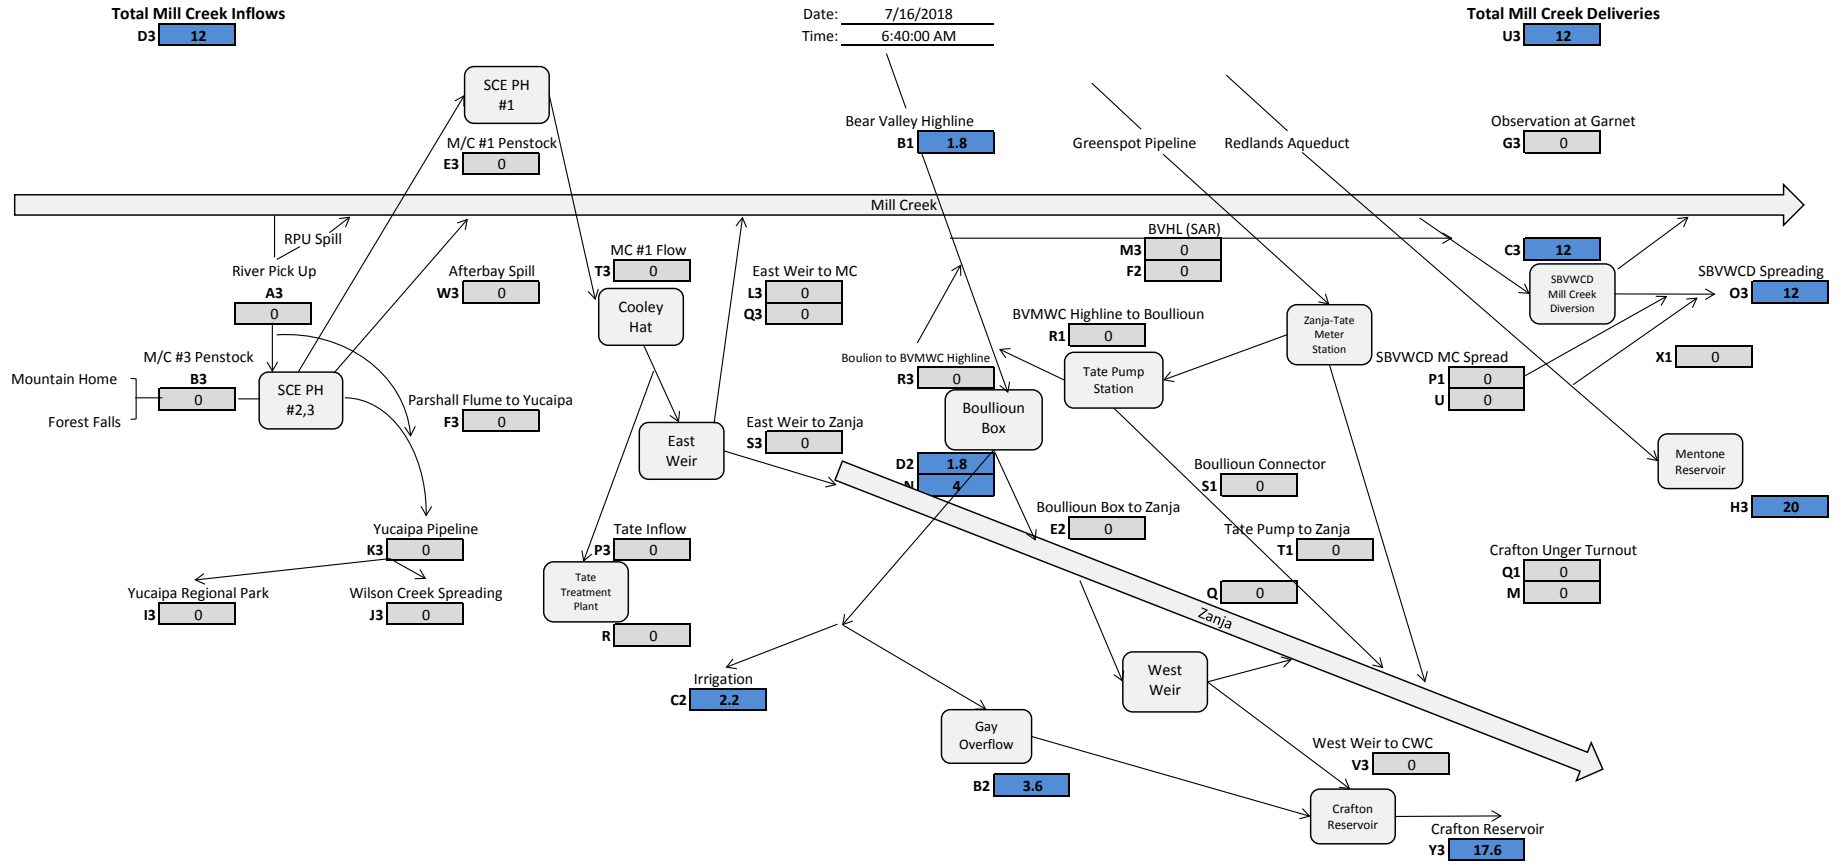 Total Mill Creek Inflows
D3 12
Date: 7/16/2018
Time: 6:40:00 AM
Total Mill Creek Deliveries
U3 12
SCE PH
#1
M/C #1 Penstock
E3 0
Bear Valley Highline
B1 1.8
Greenspot Pipeline
Redlands Aqueduct
Observation at Garnet
G3 0
Mill Creek
RPU Spill
River Pick Up
A3
0
Afterbay Spill
W3 0
MC #1 Flow
T3 0
Cooley
Hat
East Weir to MC
L3 0
Q3 0
BVHL (SAR)
M3 0
F2 0
C3 12
SBVWCD
Mill Creek
Diversion
SBVWCD Spreading
O3 12
BVMWC Highline to Boullioun
R1 0
Zanja-Tate
Meter
Station
Boulion to BVMWC Highline
R3 0
Tate Pump
Station
SBVWCD MC Spread
P1 0
U 0
X1 0
M/C #3 Penstock
B3
0
Mountain Home
Forest Falls
SCE PH
#2,3
Parshall Flume to Yucaipa
F3 0
East
Weir
East Weir to Zanja
S3 0
Boullioun
Box
D2 1.8
N 4
Boullioun Connector
S1 0
Mentone
Reservoir
H3 20
Boullioun Box to Zanja
E2 0
Tate Pump to Zanja
T1 0
Yucaipa Pipeline
K3 0
Tate Inflow
P3 0
Tate
Treatment
Plant
R 0
Crafton Unger Turnout
Q1 0
M 0
Q 0
Zanja
Yucaipa Regional Park
I3 0
Wilson Creek Spreading
J3 0
Irrigation
C2 2.2
West
Weir
Gay
Overflow
B2 3.6
West Weir to CWC
V3 0
Crafton
Reservoir
Crafton Reservoir
Y3 17.6